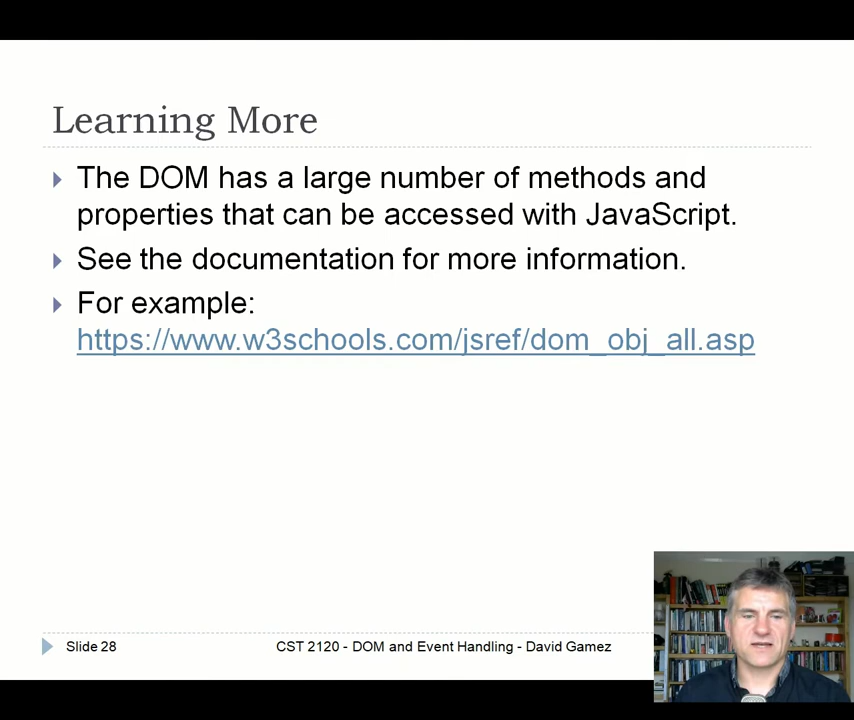 Learning More
The DOM has a large number of methods and
properties that can be accessed with JavaScript.
See the documentation for more information.
For example:
https://www.w3schools.com/jsref/dom_obj_all.asp
Slide 28
CST 2120 - DOM and Event Handling - David Gamez